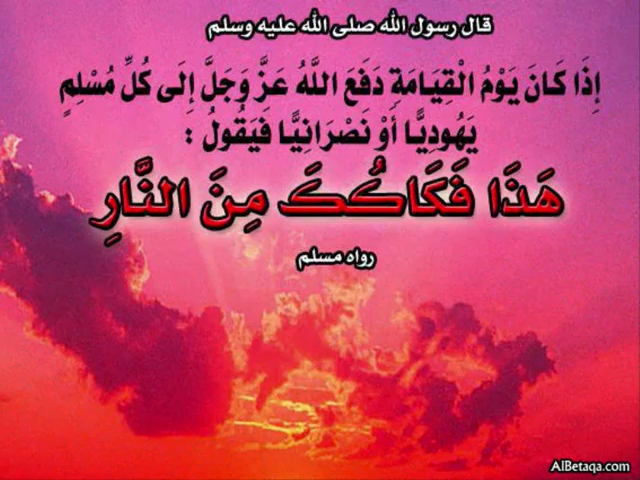 قال رسول الله صلى الله عليه وسلم
إِذَا كَانَ يَوْمُ الْقِيَامَةِ دَفَعَ اللَّهُ عَزَّ وَجَلَّ إِلَى كُلِّ مُسْلِمٍ
يَهُودِيًّا أَوْ نَصْرَانِيًّا فَيَقُولُ :
هَذَا فَكَاكُكَ مِنَ النَّارِ
رواه مسلم
AlBetaqa.com